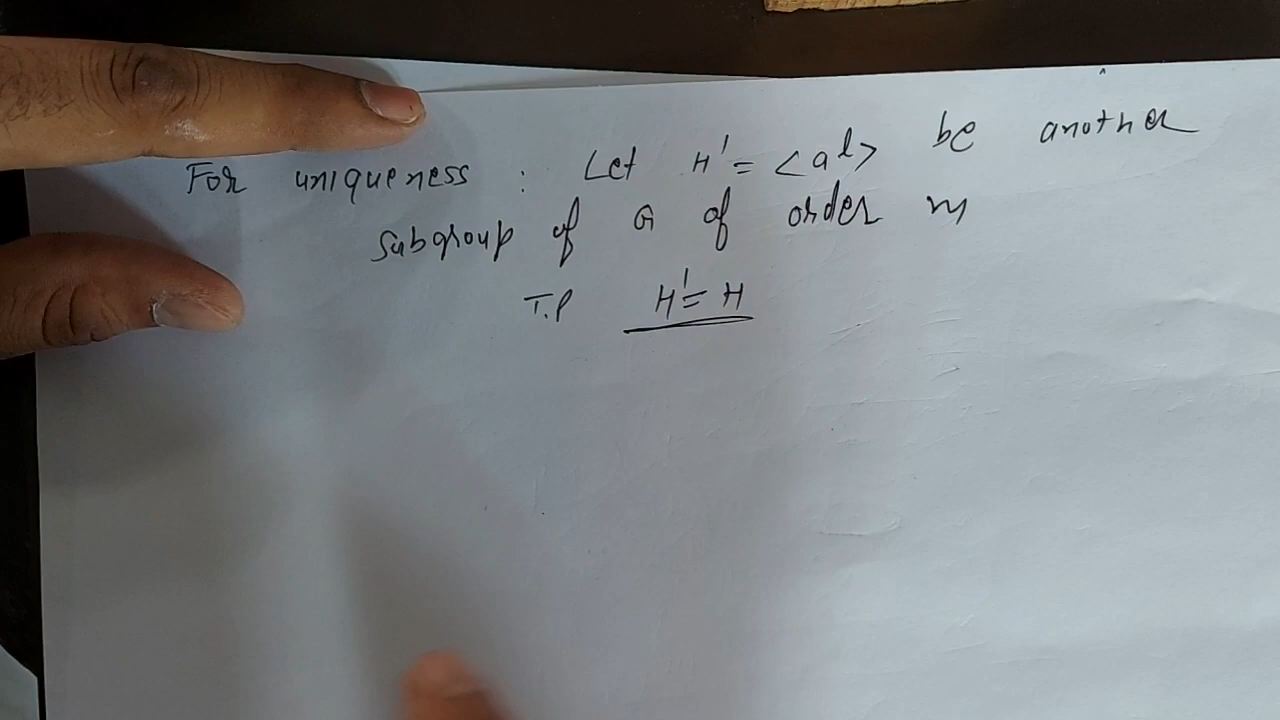 For uniqueness : Let H' = <a^l> be another
subgroup of G of order m
T.P H' = H